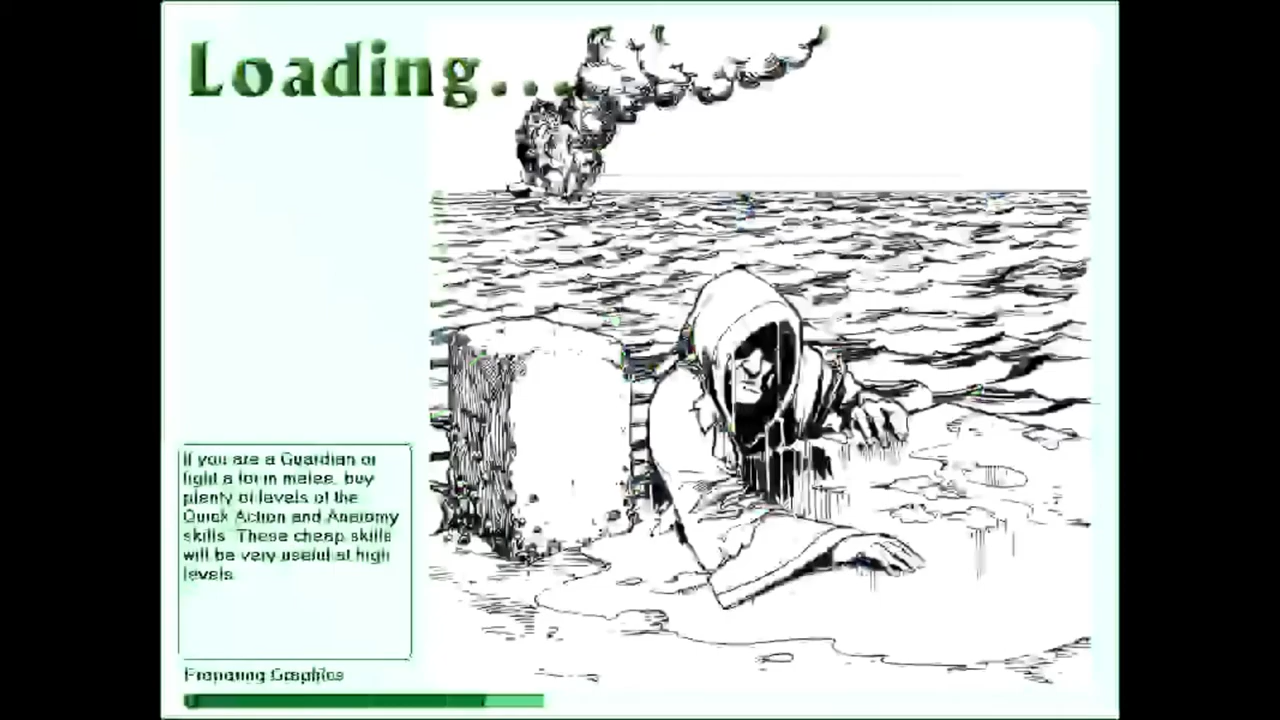 Loading...
If you are a Guardian or
fight a lot in melee, buy
plenty of levels of the
Quick Action and Anatomy
skills. These cheap skills
will be very useful at high
levels.
Preparing Graphics